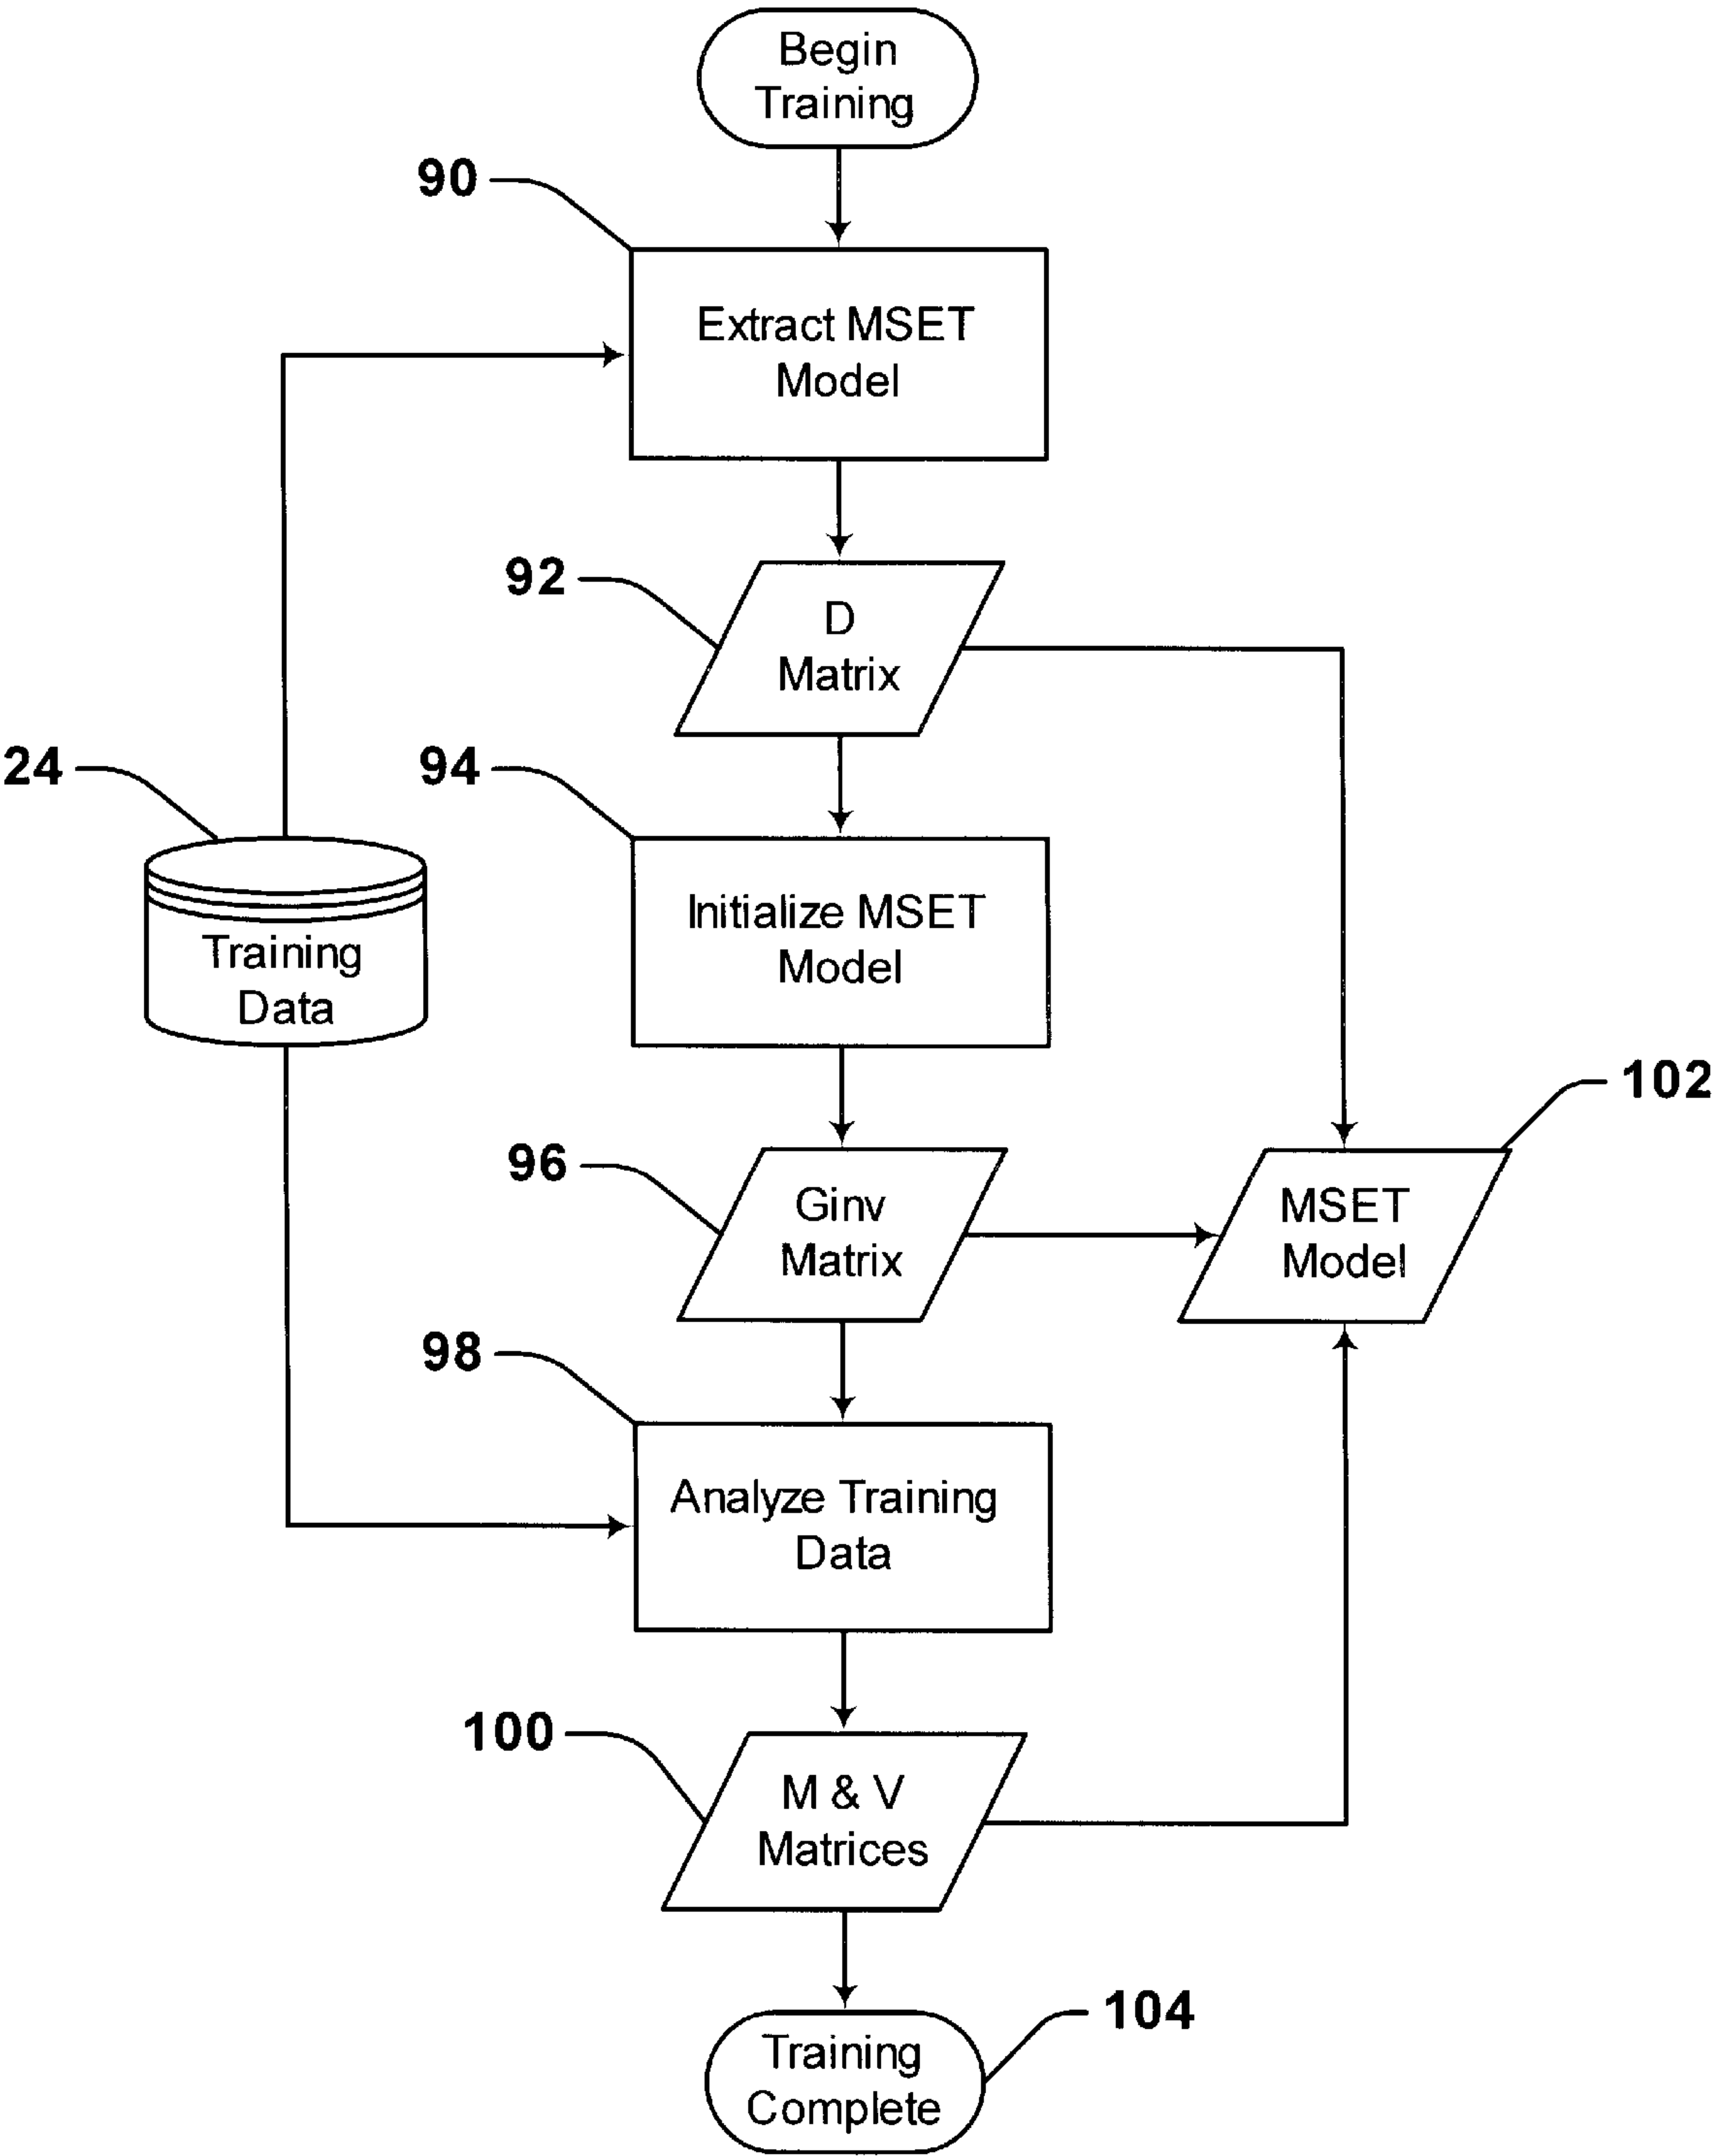 Begin
Training
90
Extract MSET
Model
92
D
Matrix
24
Training
Data
94
Initialize MSET
Model
102
MSET
Model
96
Ginv
Matrix
98
Analyze Training
Data
100
M & V
Matrices
104
Training
Complete